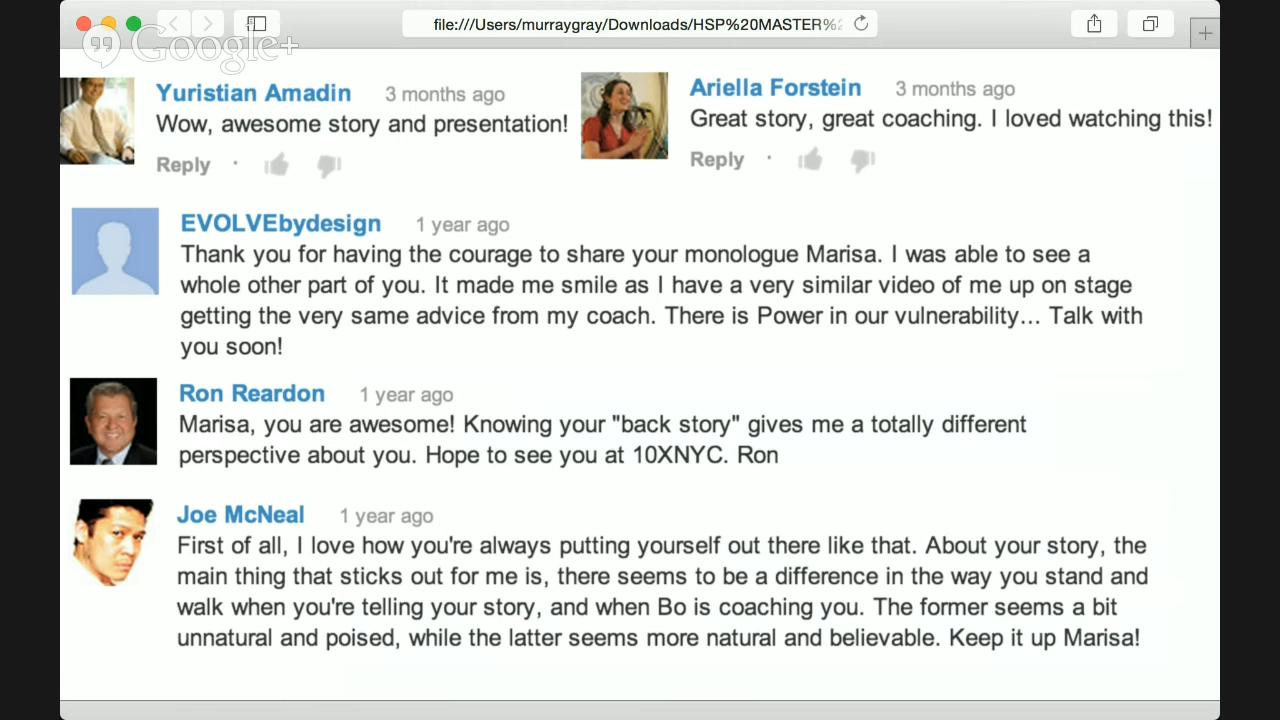 file:///Users/murraygray/Downloads/HSP%20MASTER%2
Google+
Yuristian Amadin 3 months ago
Wow, awesome story and presentation!
Reply ·
Ariella Forstein 3 months ago
Great story, great coaching. I loved watching this!
Reply ·
EVOLVEbydesign 1 year ago
Thank you for having the courage to share your monologue Marisa. I was able to see a
whole other part of you. It made me smile as I have a very similar video of me up on stage
getting the very same advice from my coach. There is Power in our vulnerability... Talk with
you soon!
Ron Reardon 1 year ago
Marisa, you are awesome! Knowing your "back story" gives me a totally different
perspective about you. Hope to see you at 10XNYC. Ron
Joe McNeal 1 year ago
First of all, I love how you're always putting yourself out there like that. About your story, the
main thing that sticks out for me is, there seems to be a difference in the way you stand and
walk when you're telling your story, and when Bo is coaching you. The former seems a bit
unnatural and poised, while the latter seems more natural and believable. Keep it up Marisa!